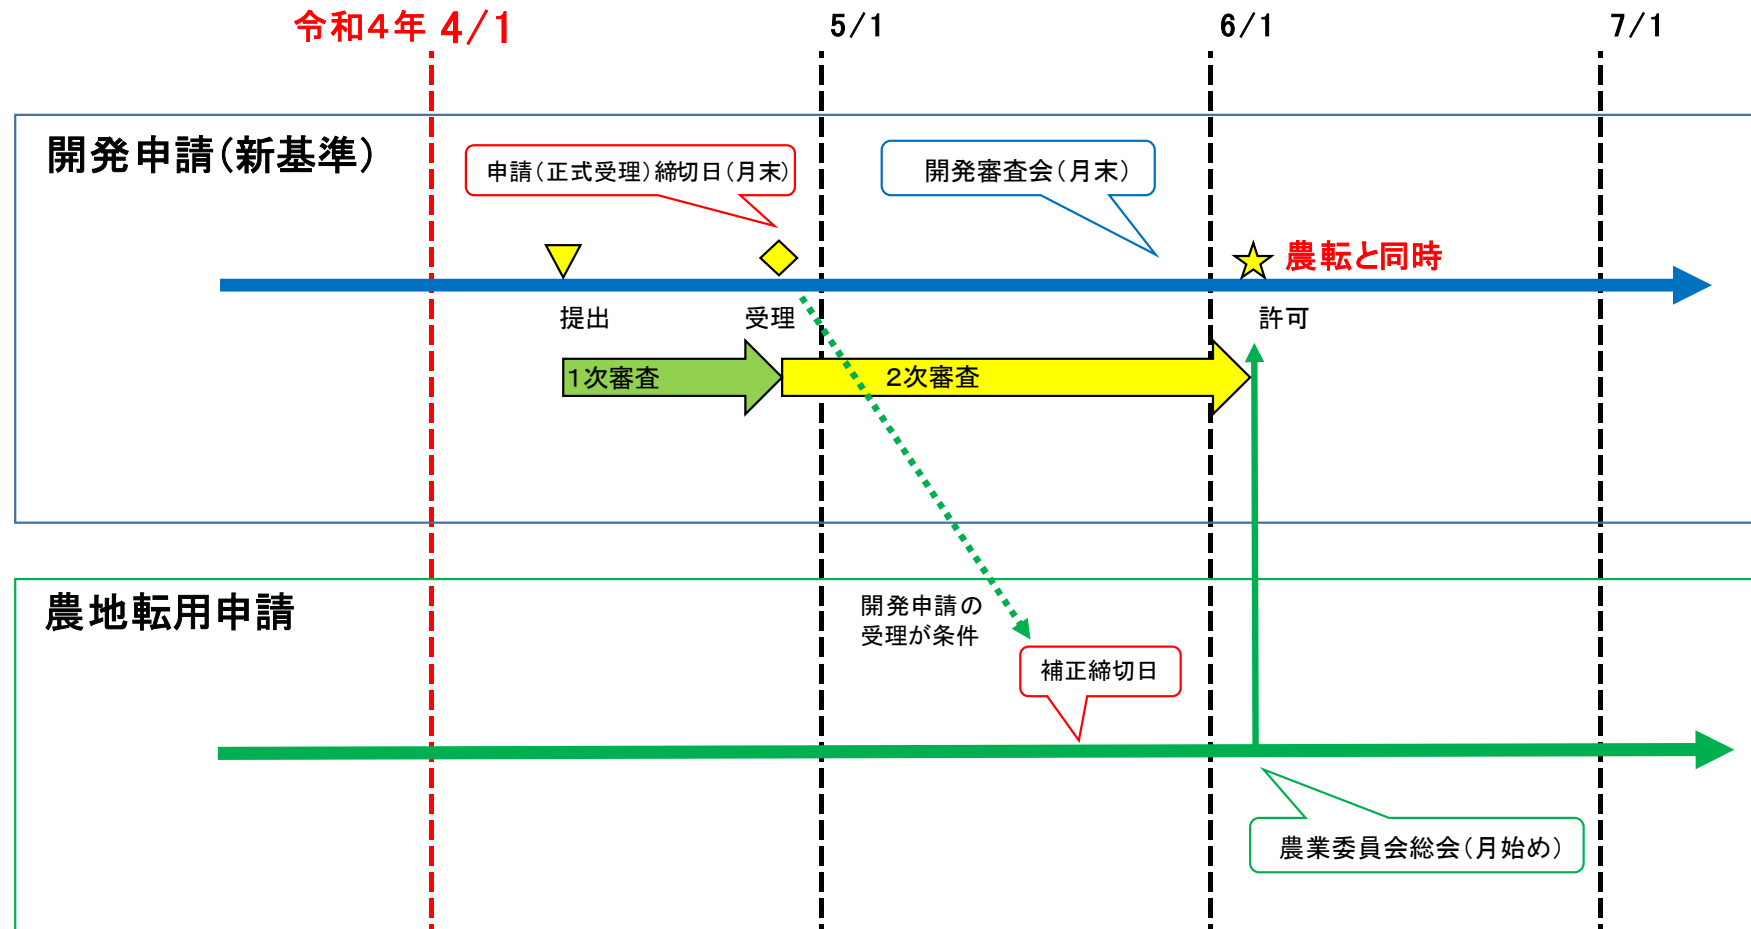 令和４年 4/1
5/1
6/1
7/1
開発申請（新基準）
申請（正式受理）締切日（月末）
開発審査会（月末）
農転と同時
提出
受理
許可
１次審査
２次審査
農地転用申請
開発申請の
受理が条件
補正締切日
農業委員会総会（月始め）